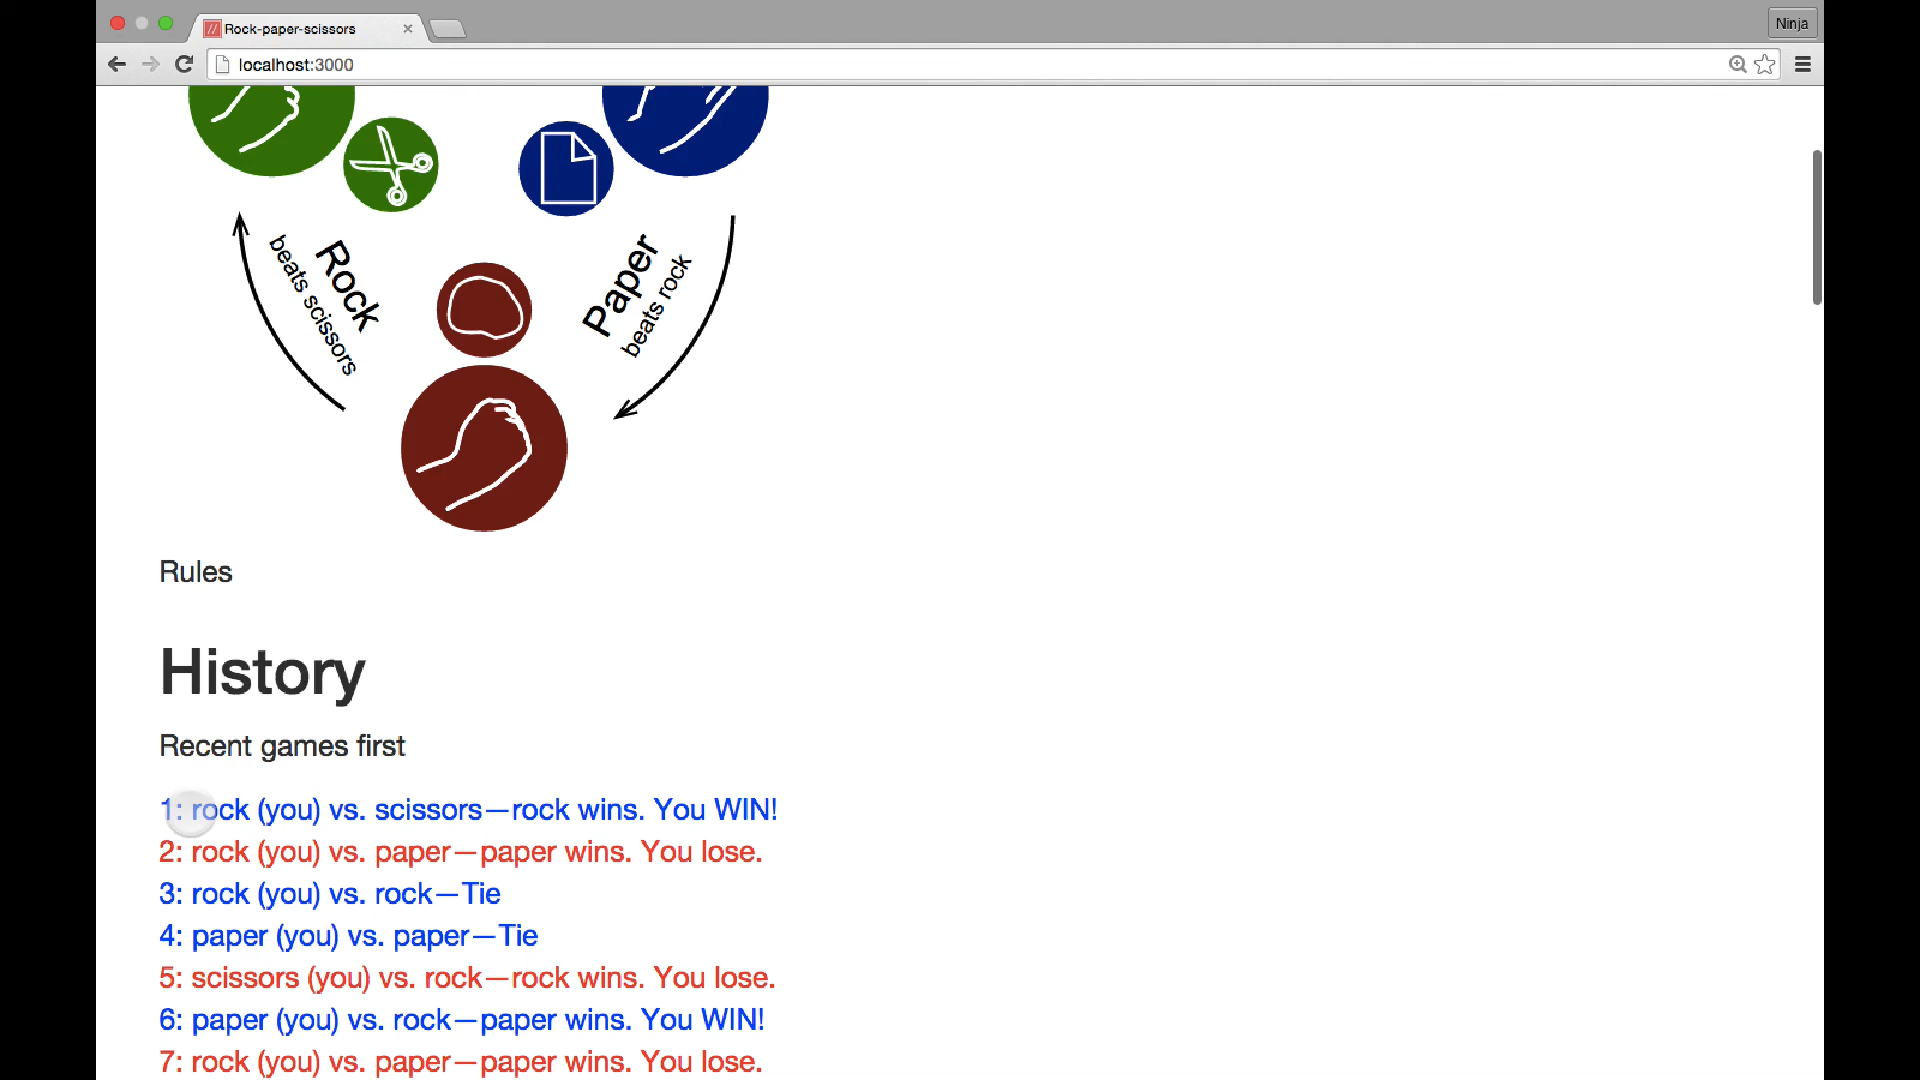 Rock-paper-scissors
Ninja
localhost:3000
Rock
beats scissors
Paper
beats rock
Rules
History
Recent games first
1: rock (you) vs. scissors—rock wins. You WIN!
2: rock (you) vs. paper—paper wins. You lose.
3: rock (you) vs. rock—Tie
4: paper (you) vs. paper—Tie
5: scissors (you) vs. rock—rock wins. You lose.
6: paper (you) vs. rock—paper wins. You WIN!
7: rock (you) vs. paper—paper wins. You lose.